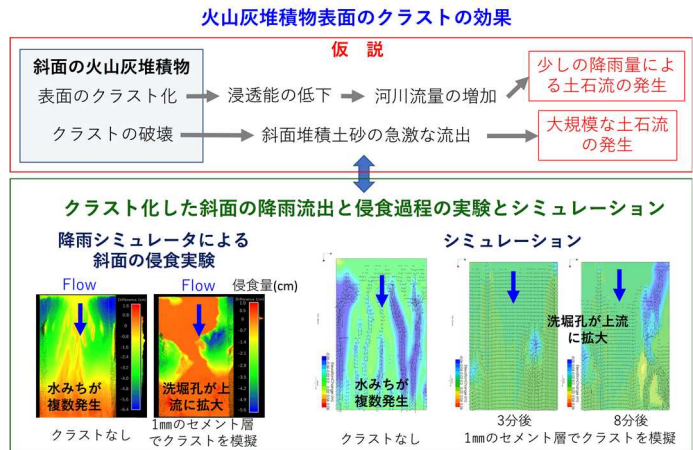 火山灰堆積物表面のクラストの効果
仮 説
斜面の火山灰堆積物
表面のクラスト化
浸透能の低下
河川流量の増加
少しの降雨量によ
る土石流の発生
クラストの破壊
斜面堆積土砂の急激な流出
大規模な土石流
の発生
クラスト化した斜面の降雨流出と侵食過程の実験とシミュレーション
降雨シミュレータによる
斜面の侵食実験
シミュレーション
Flow
Flow
侵食量(cm)
水みちが
複数発生
洗堀孔が上
流に拡大
水みちが
複数発生
洗堀孔が上流
に拡大
クラストなし
1㎜のセメント層
でクラストを模擬
クラストなし
3分後
8分後
1㎜のセメント層でクラストを模擬